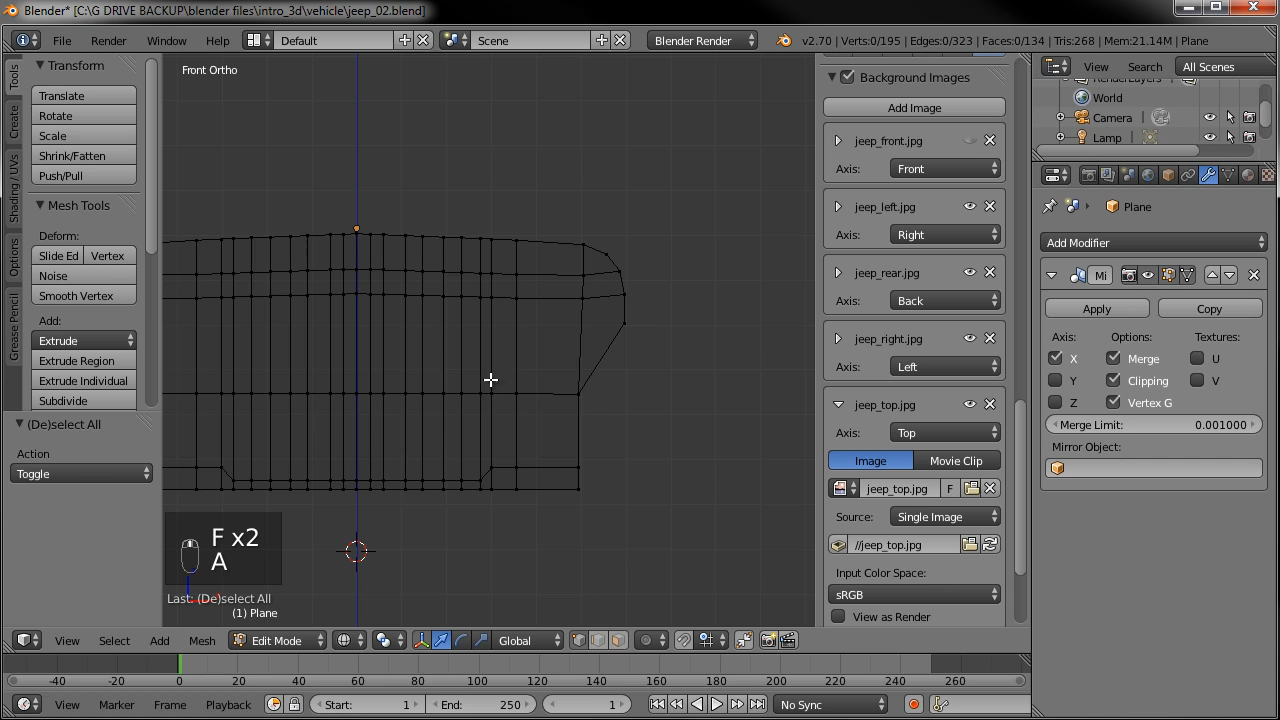 Blender* [C:\G DRIVE BACKUP\blender files\intro_3d\vehicle\jeep_02.blend]
File Render Window Help Default Scene Blender Render v2.70 | Verts:0/195 | Edges:0/323 | Faces:0/134 | Tris:268 | Mem:21.14M | Plane
Tools
Create
Shading / UVs
Options
Grease Pencil
Transform
Translate
Rotate
Scale
Shrink/Fatten
Push/Pull
Mesh Tools
Deform:
Slide Ed Vertex
Noise
Smooth Vertex
Add:
Extrude
Extrude Region
Extrude Individual
Subdivide
(De)select All
Action
Toggle
Front Ortho
F x2
A
Last: (De)select All
(1) Plane
Background Images
Add Image
jeep_front.jpg
Axis: Front
jeep_left.jpg
Axis: Right
jeep_rear.jpg
Axis: Back
jeep_right.jpg
Axis: Left
jeep_top.jpg
Axis: Top
Image Movie Clip
jeep_top.jpg F
Source: Single Image
//jeep_top.jpg
Input Color Space:
sRGB
View as Render
View Search All Scenes
RenderLayers
World
Camera
Lamp
Plane
Add Modifier
Mi
Apply Copy
Axis: Options: Textures:
X Merge U
Y Clipping V
Z Vertex G
Merge Limit: 0.001000
Mirror Object:
View Select Add Mesh Edit Mode Global
-40 -20 0 20 40 60 80 100 120 140 160 180 200 220 240 260
View Marker Frame Playback Start: 1 End: 250 1 No Sync